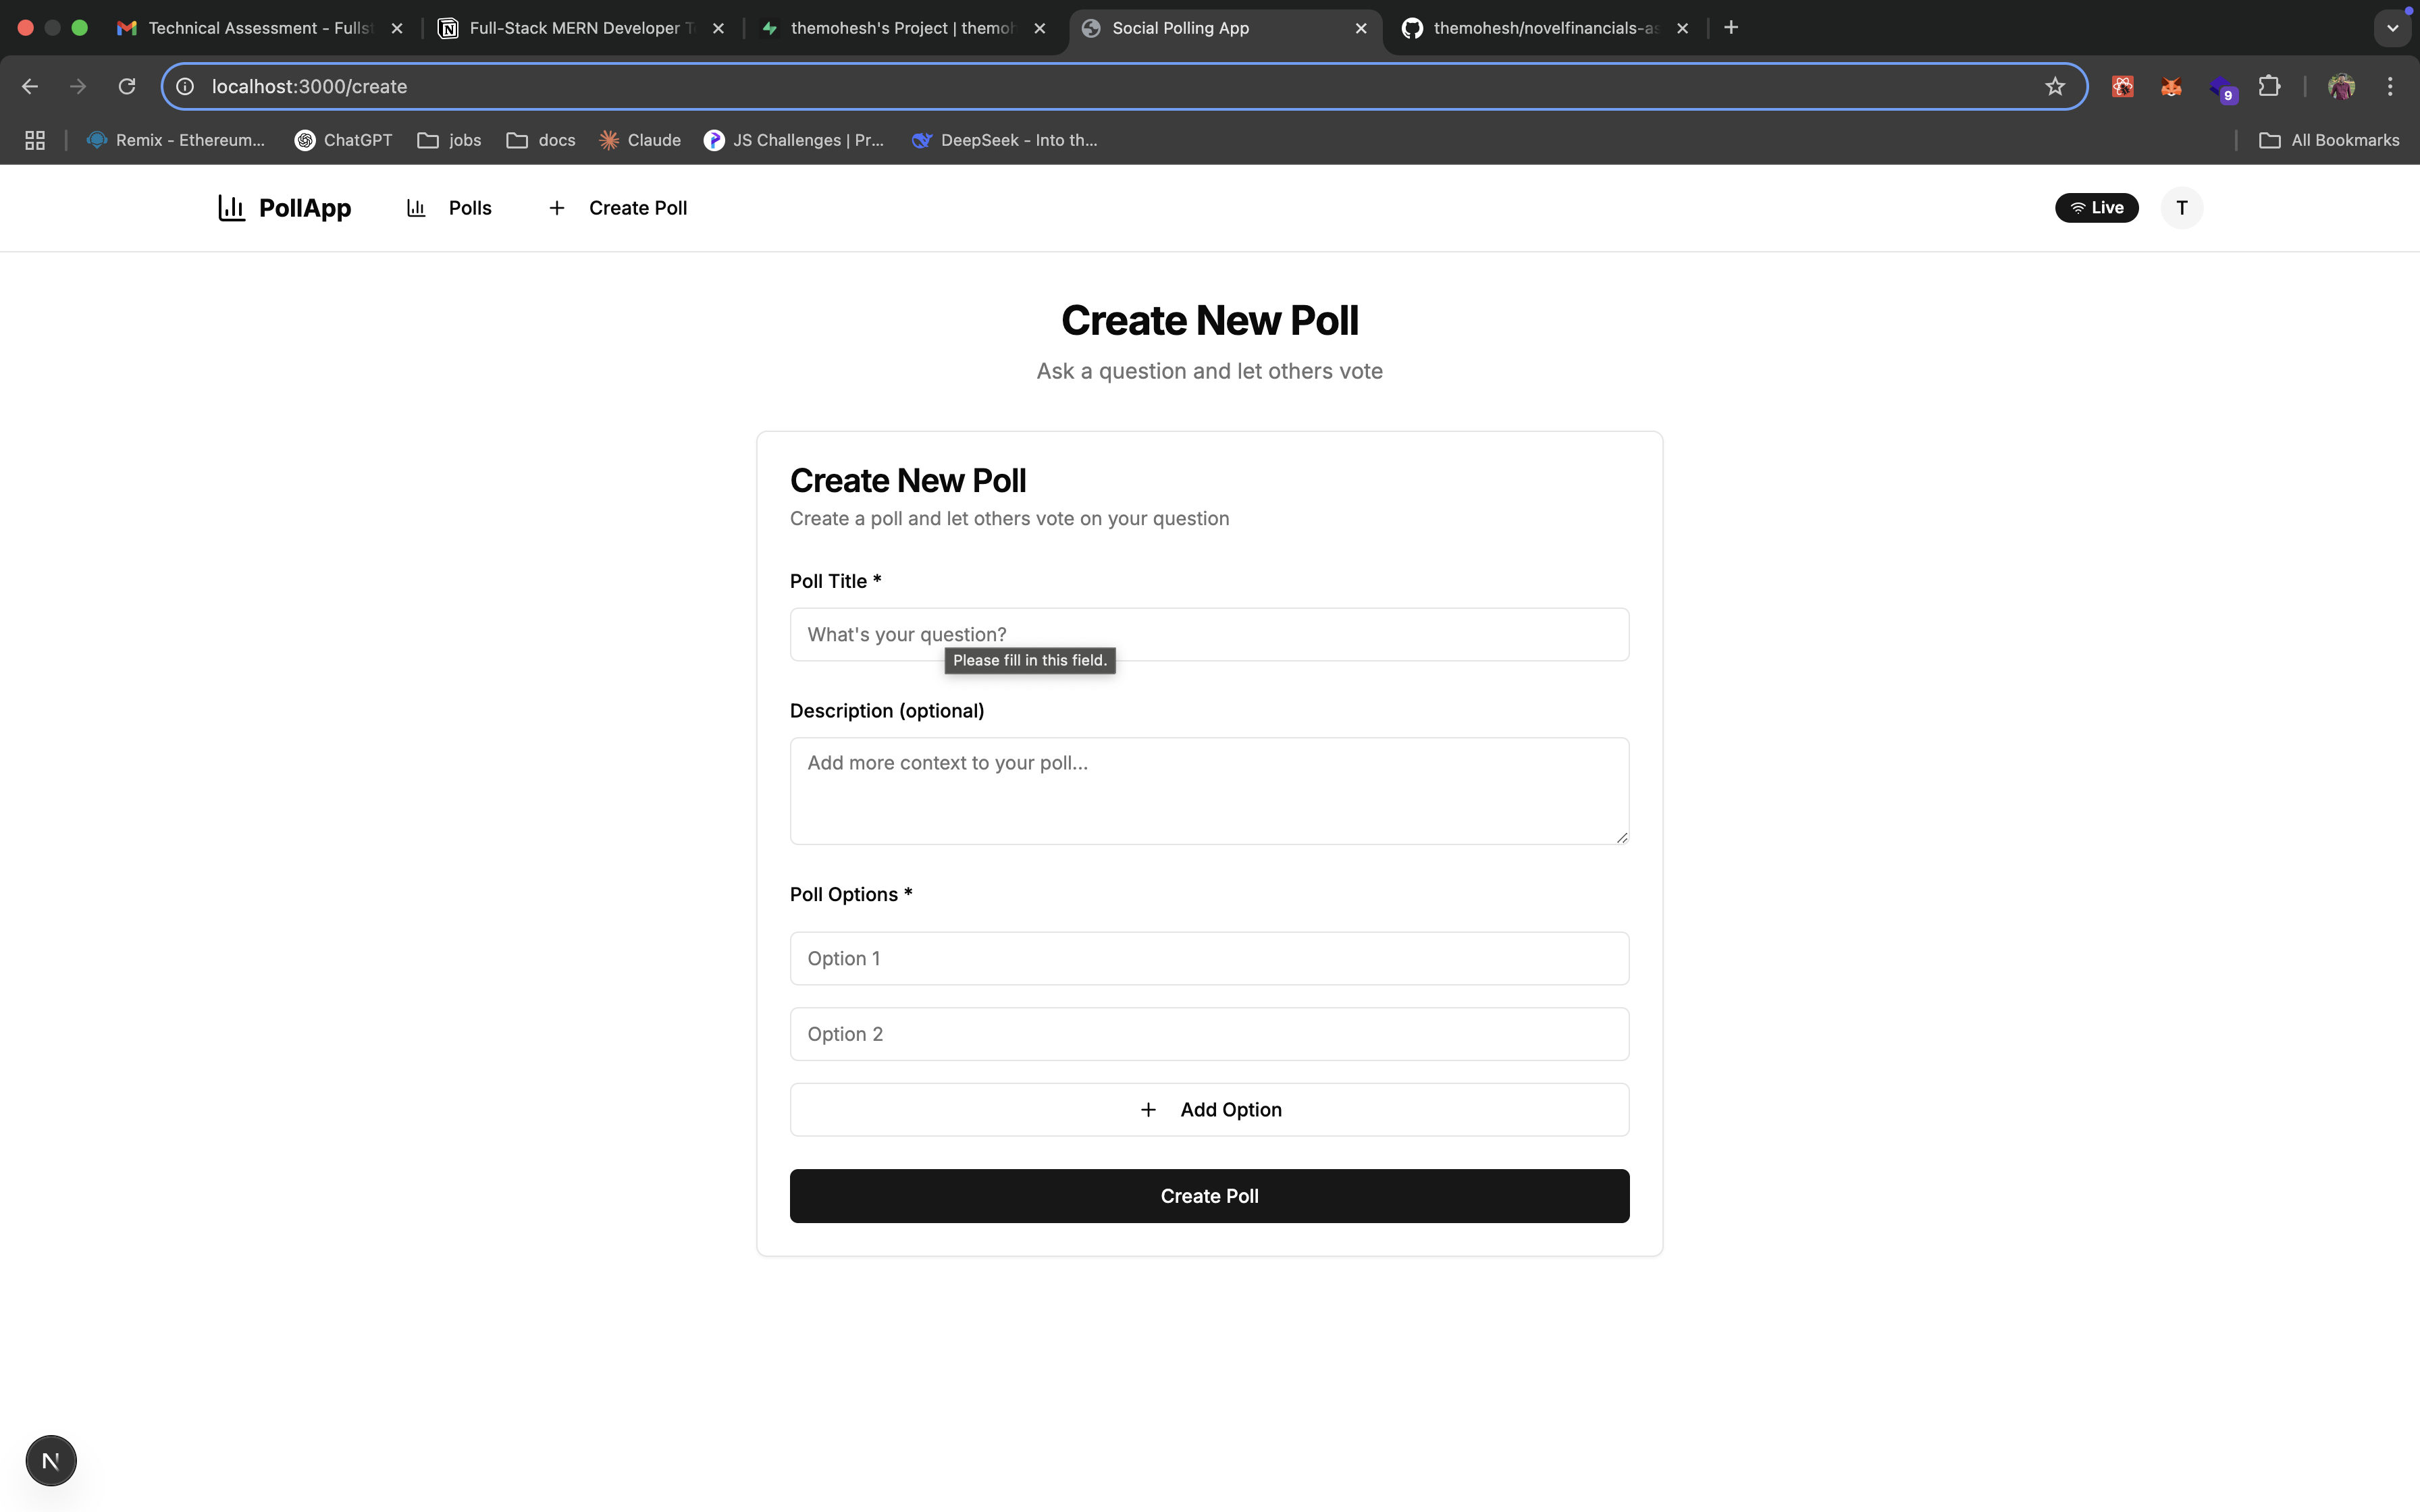 Technical Assessment - Fullst
Full-Stack MERN Developer T
themohesh's Project | themoh
Social Polling App
themohesh/novelfinancials-as
localhost:3000/create
9
Remix - Ethereum...
ChatGPT
jobs
docs
Claude
JS Challenges | Pr...
DeepSeek - Into th...
All Bookmarks
PollApp
Polls
+ Create Poll
Live
T
Create New Poll
Ask a question and let others vote
Create New Poll
Create a poll and let others vote on your question
Poll Title *
What's your question?
Please fill in this field.
Description (optional)
Add more context to your poll...
Poll Options *
Option 1
Option 2
+ Add Option
Create Poll
N